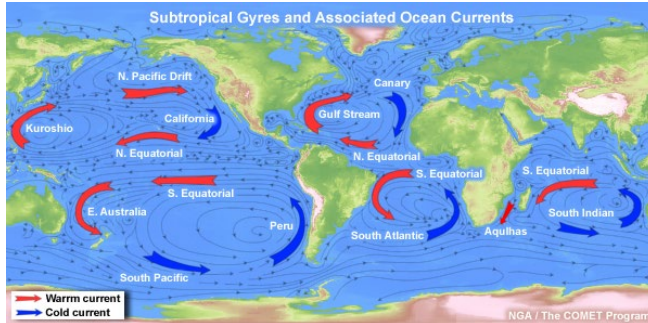 Subtropical Gyres and Associated Ocean Currents
N. Pacific Drift
Canary
California
Gulf Stream
Kuroshio
N. Equatorial
N. Equatorial
S. Equatorial
S. Equatorial
S. Equatorial
E. Australia
Peru
South Atlantic
Aqulhas
South Indian
South Pacific
Warrm current
Cold current
NGA / The COMET Program